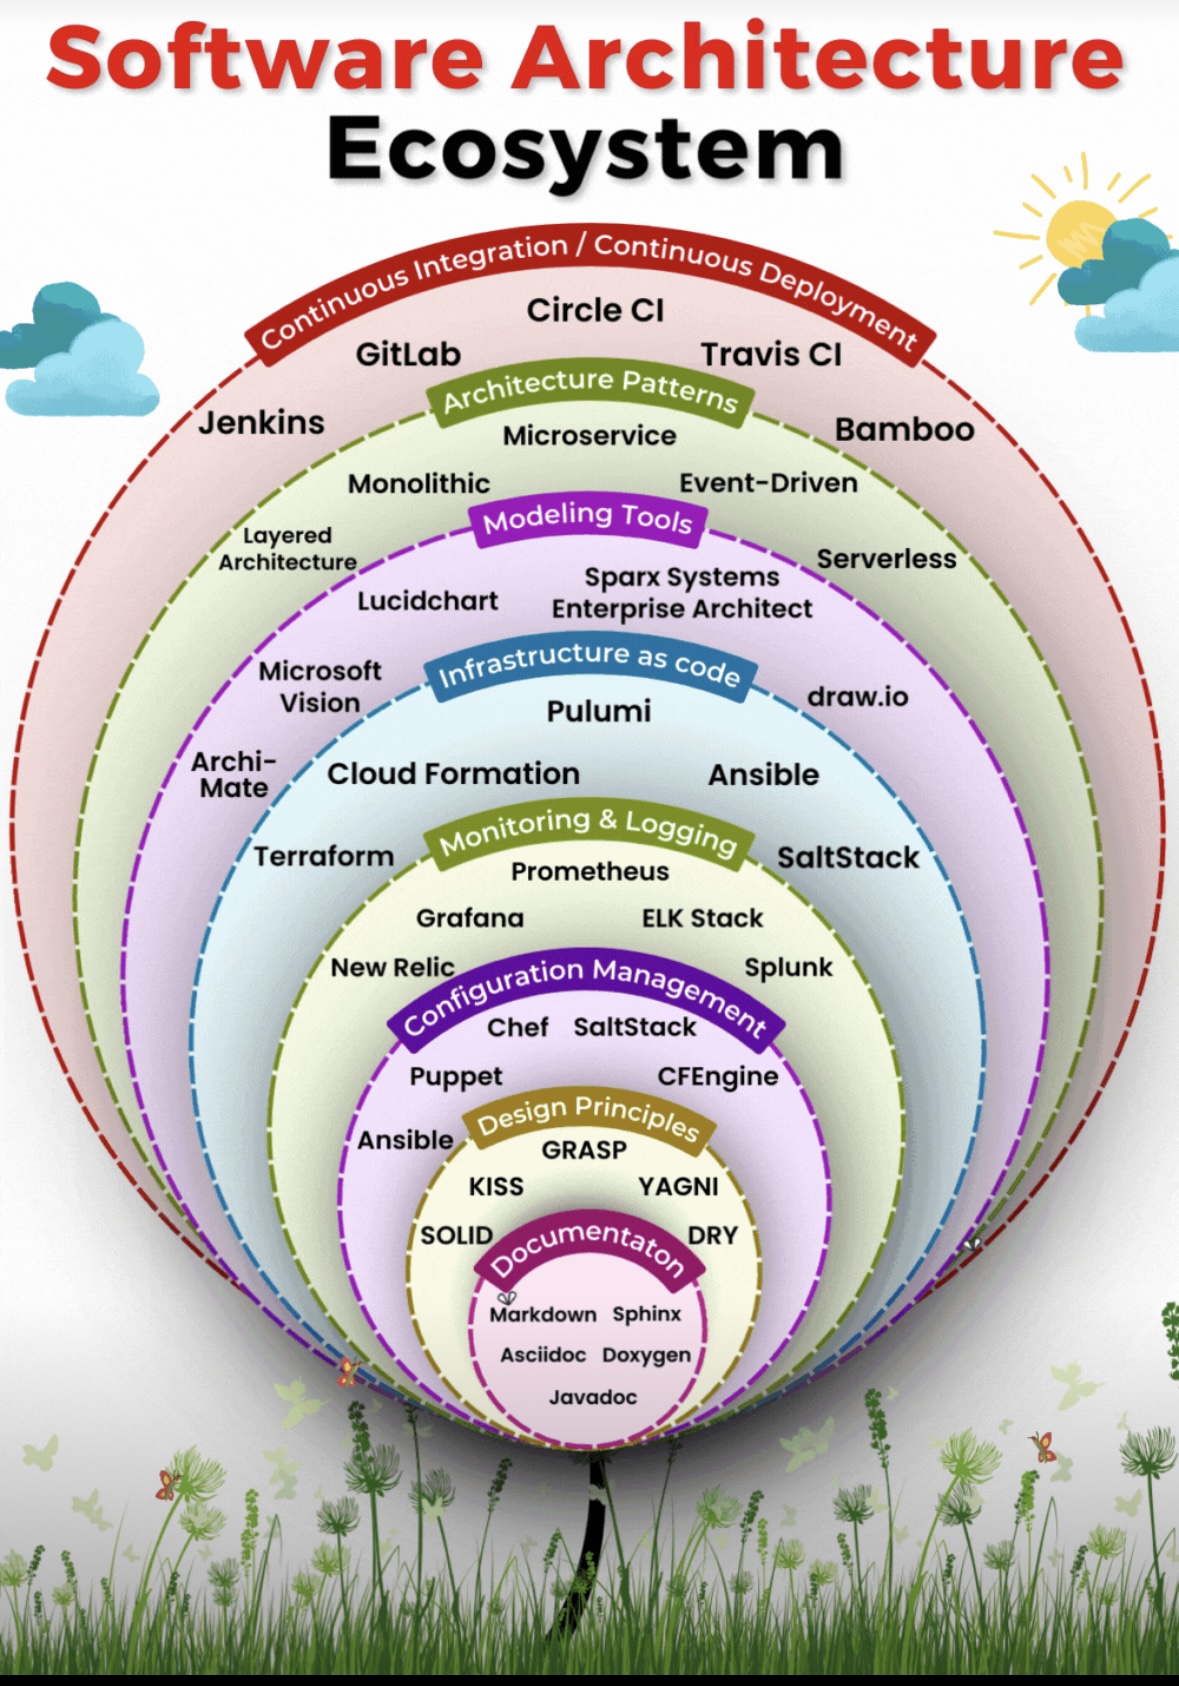 Software Architecture
Ecosystem
Continuous Integration / Continuous Deployment
Circle CI
GitLab
Travis CI
Jenkins
Bamboo
Architecture Patterns
Microservice
Monolithic
Event-Driven
Layered
Architecture
Serverless
Modeling Tools
Sparx Systems
Enterprise Architect
Lucidchart
Microsoft
Vision
draw.io
Archi-
Mate
Infrastructure as code
Pulumi
Cloud Formation
Ansible
Terraform
SaltStack
Monitoring & Logging
Prometheus
Grafana
ELK Stack
New Relic
Splunk
Configuration Management
Chef
SaltStack
Puppet
CFEngine
Ansible
Design Principles
GRASP
KISS
YAGNI
SOLID
DRY
Documentaton
Markdown
Sphinx
Asciidoc
Doxygen
Javadoc